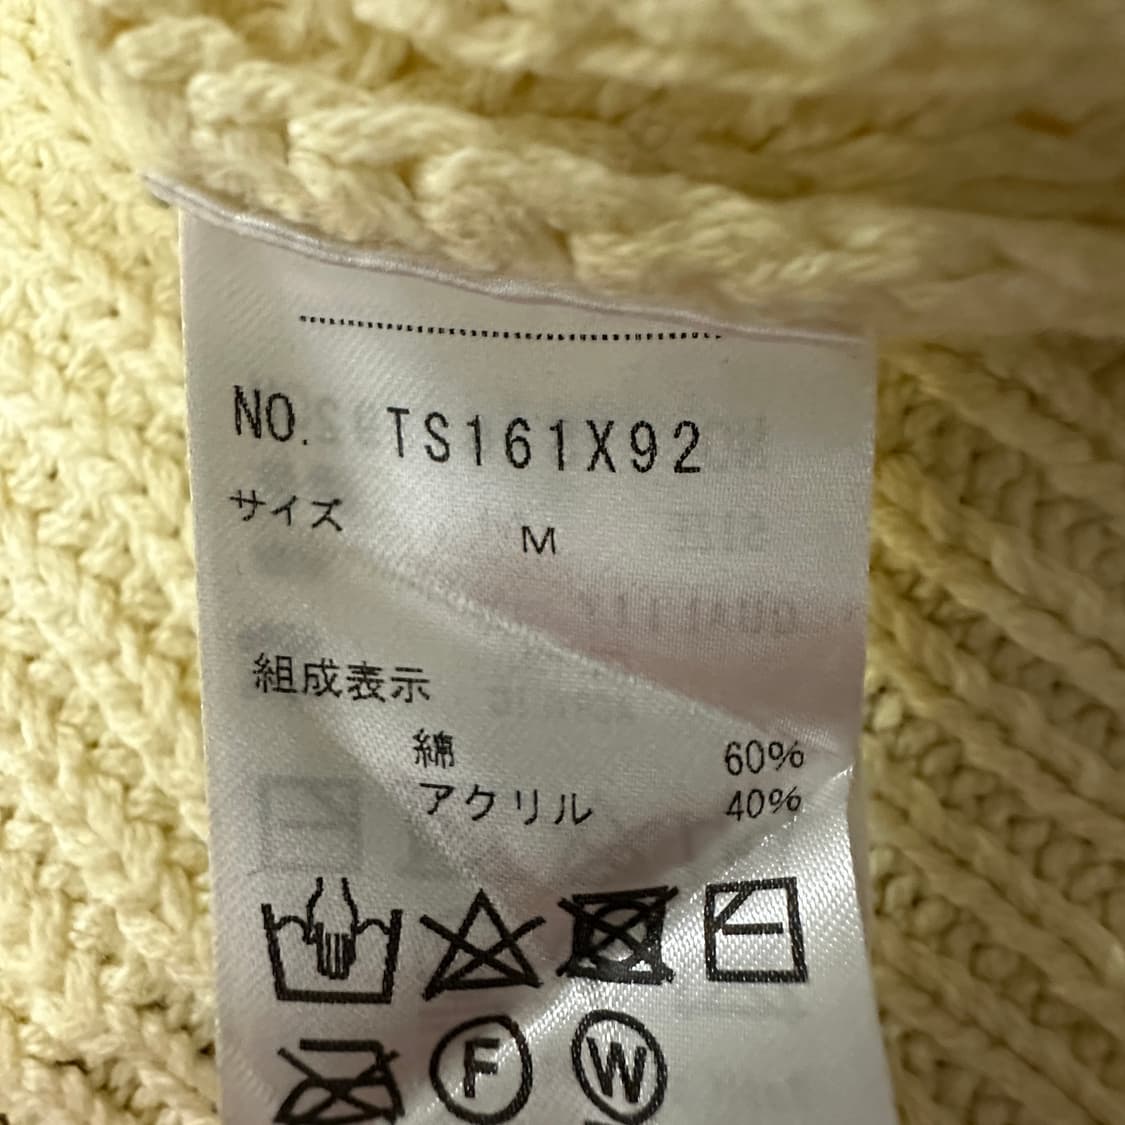 NO. TS161X92
サイズ M
組成表示
綿 60%
アクリル 40%
F W